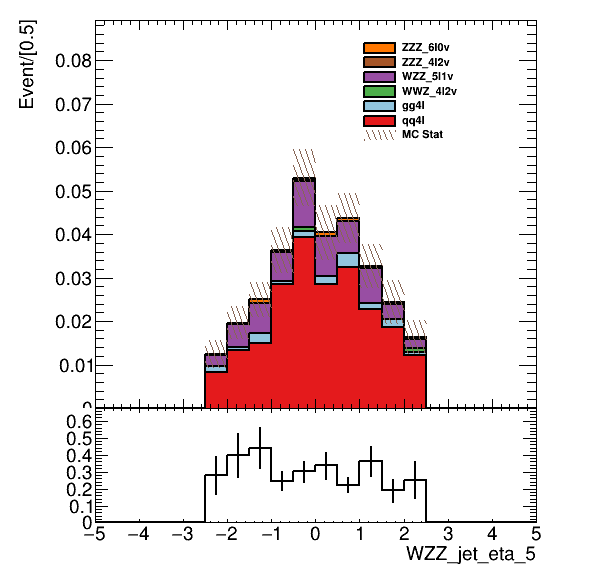 Event/[0.5]
ZZZ_6l0v
ZZZ_4l2v
WZZ_5l1v
WWZ_4l2v
gg4l
qq4l
MC Stat
0.08
0.07
0.06
0.05
0.04
0.03
0.02
0.01
0
0.6
0.5
0.4
0.3
0.2
0.1
0
−5 −4 −3 −2 −1 0 1 2 3 4 5
WZZ_jet_eta_5